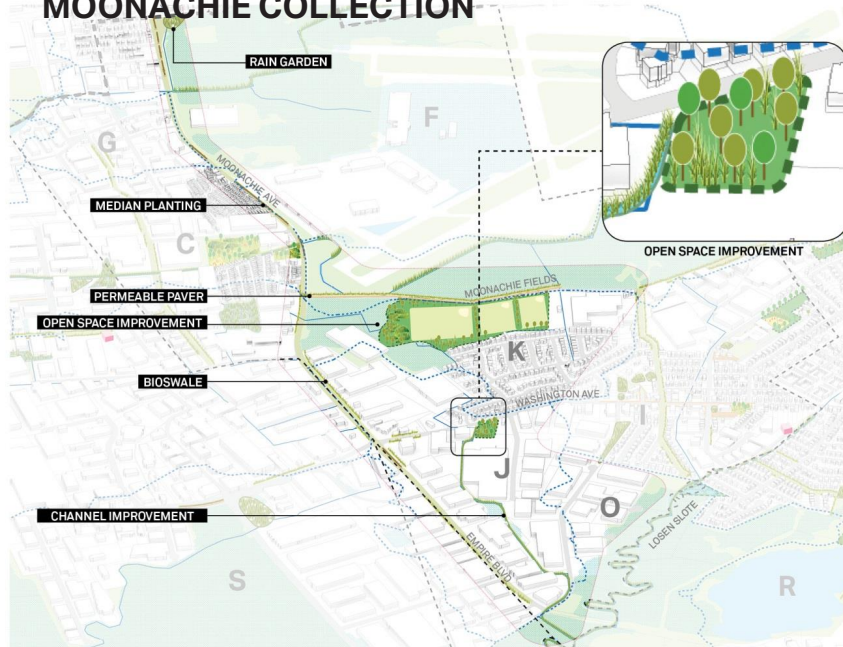 MOONACHIE COLLECTION
RAIN GARDEN
F
G
MOONACHIE AVE
MEDIAN PLANTING
C
OPEN SPACE IMPROVEMENT
PERMEABLE PAVER
MOONACHIE FIELDS
OPEN SPACE IMPROVEMENT
K
BIOSWALE
WASHINGTON AVE
I
J
O
CHANNEL IMPROVEMENT
LOSEN SLOTE
EMPIRE BLVD
S
R